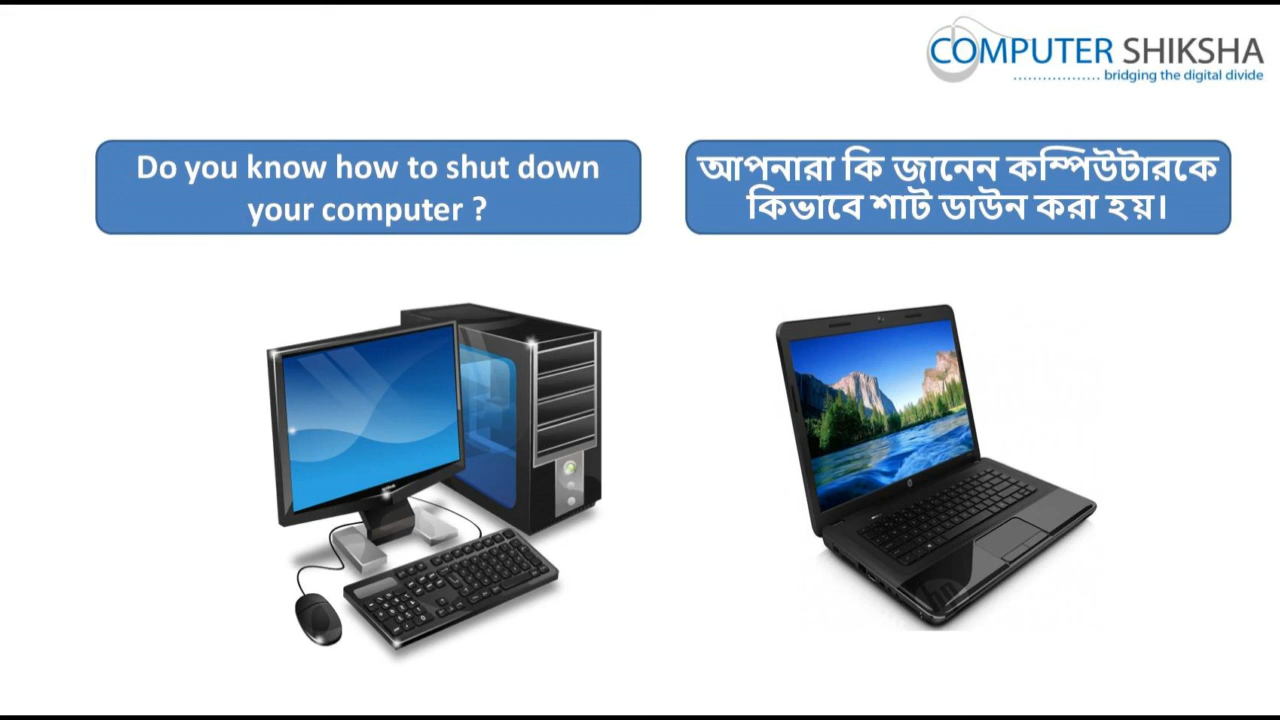 COMPUTER SHIKSHA
..................bridging the digital divide
Do you know how to shut down
your computer ?
আপনারা কি জানেন কম্পিউটারকে
কিভাবে শাট ডাউন করা হয়।
hp